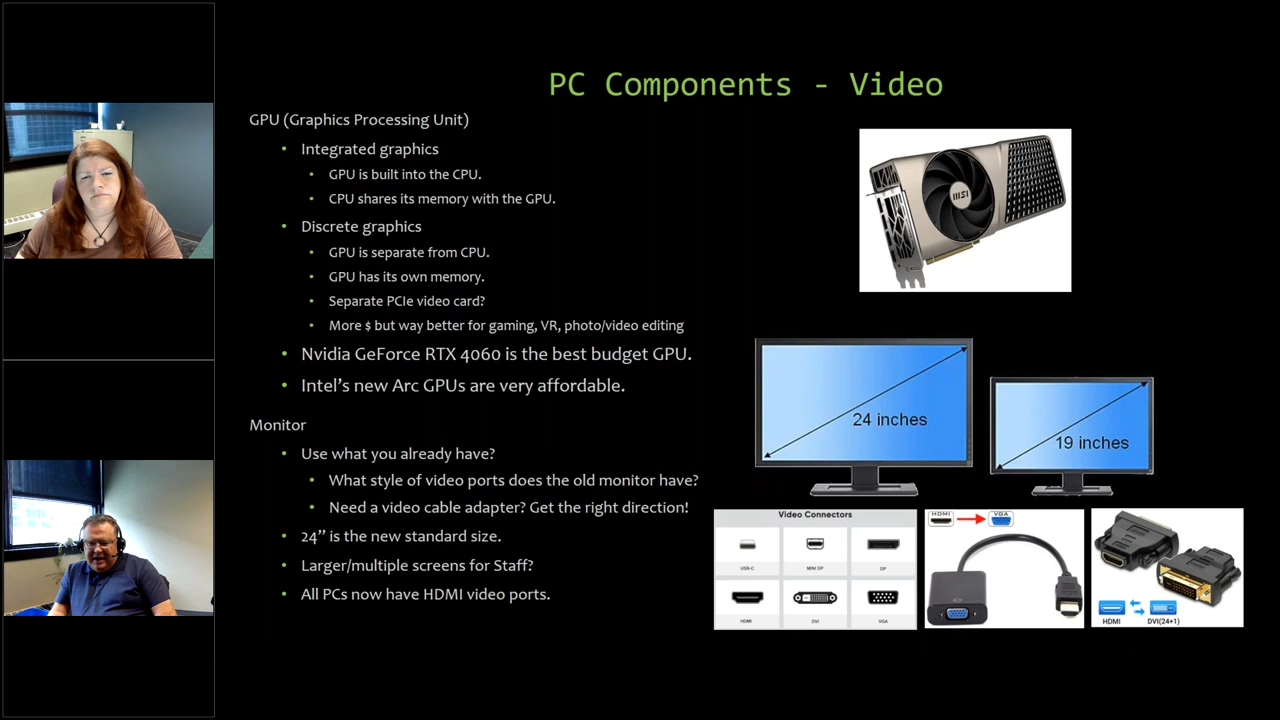 PC Components - Video
GPU (Graphics Processing Unit)
Integrated graphics
GPU is built into the CPU.
CPU shares its memory with the GPU.
Discrete graphics
GPU is separate from CPU.
GPU has its own memory.
Separate PCIe video card?
More $ but way better for gaming, VR, photo/video editing
Nvidia GeForce RTX 4060 is the best budget GPU.
Intel's new Arc GPUs are very affordable.
Monitor
Use what you already have?
What style of video ports does the old monitor have?
Need a video cable adapter? Get the right direction!
24” is the new standard size.
Larger/multiple screens for Staff?
All PCs now have HDMI video ports.
msi
24 inches
19 inches
Video Connectors
USB-C
MINI DP
DP
HDMI
DVI
VGA
HDMI
VGA
HDMI
DVI(24+1)